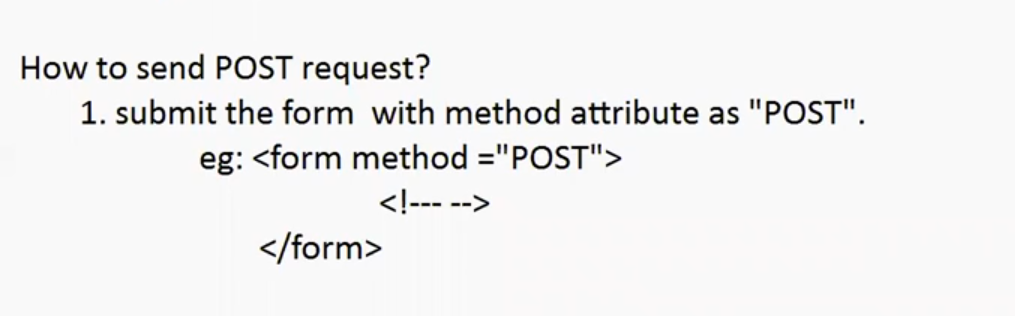 How to send POST request?
1. submit the form with method attribute as "POST".
eg: <form method ="POST">
<!--- -->
</form>